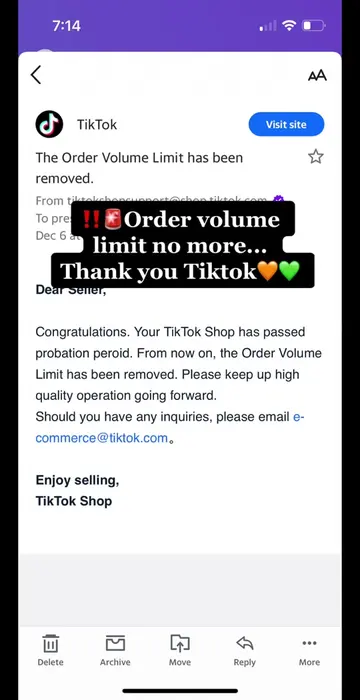 7:14
AA
TikTok
Visit site
The Order Volume Limit has been
removed.
From tiktokshopsupport@shop.tiktok.com
To pres
Dec 6 at
‼️🚨Order volume
limit no more...
Thank you Tiktok🧡💚
Dear Seller,
Congratulations. Your TikTok Shop has passed
probation peroid. From now on, the Order Volume
Limit has been removed. Please keep up high
quality operation going forward.
Should you have any inquiries, please email e-
commerce@tiktok.com。
Enjoy selling,
TikTok Shop
Delete
Archive
Move
Reply
More